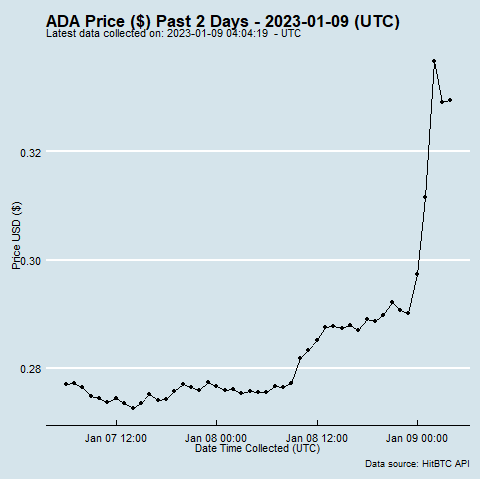 ADA Price ($) Past 2 Days - 2023-01-09 (UTC)
Latest data collected on: 2023-01-09 04:04:19 - UTC
0.32
0.30
0.28
Price USD ($)
Jan 07 12:00 Jan 08 00:00 Jan 08 12:00 Jan 09 00:00
Date Time Collected (UTC)
Data source: HitBTC API